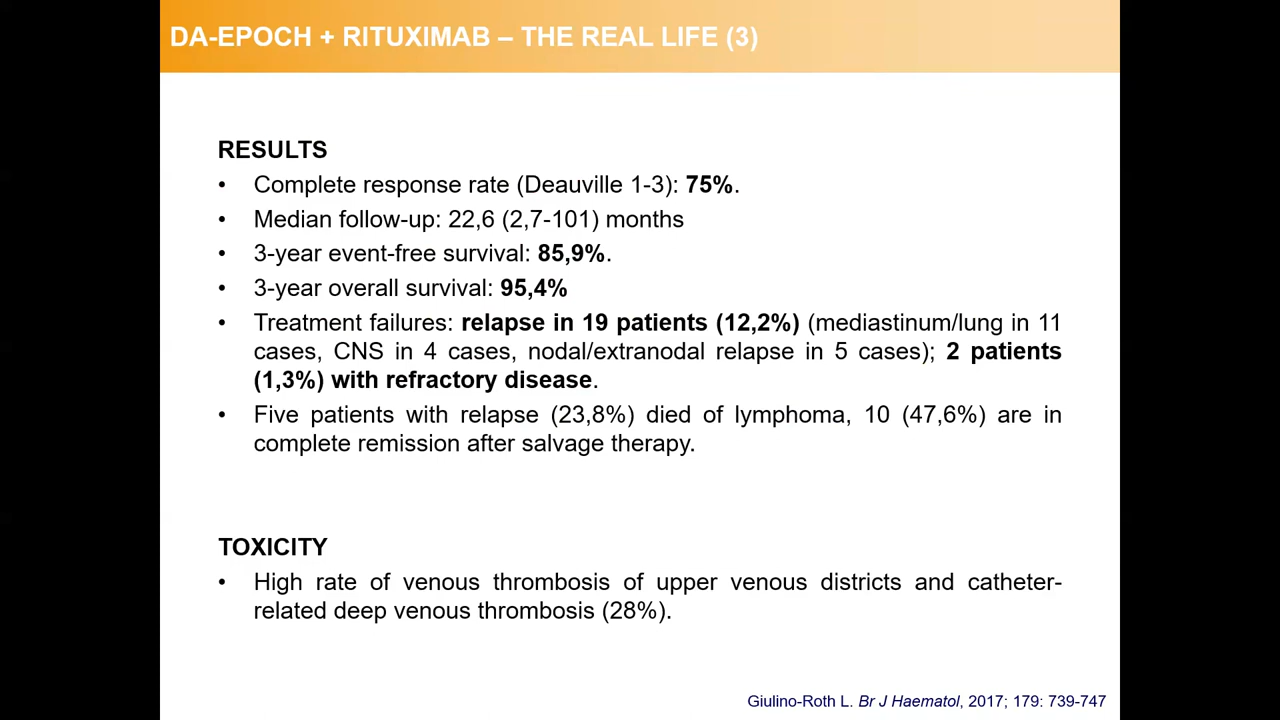 DA-EPOCH + RITUXIMAB – THE REAL LIFE (3)
RESULTS
• Complete response rate (Deauville 1-3): 75%.
• Median follow-up: 22,6 (2,7-101) months
• 3-year event-free survival: 85,9%.
• 3-year overall survival: 95,4%
• Treatment failures: relapse in 19 patients (12,2%) (mediastinum/lung in 11
cases, CNS in 4 cases, nodal/extranodal relapse in 5 cases); 2 patients
(1,3%) with refractory disease.
• Five patients with relapse (23,8%) died of lymphoma, 10 (47,6%) are in
complete remission after salvage therapy.
TOXICITY
• High rate of venous thrombosis of upper venous districts and catheter-
related deep venous thrombosis (28%).
Giulino-Roth L. Br J Haematol, 2017; 179: 739-747